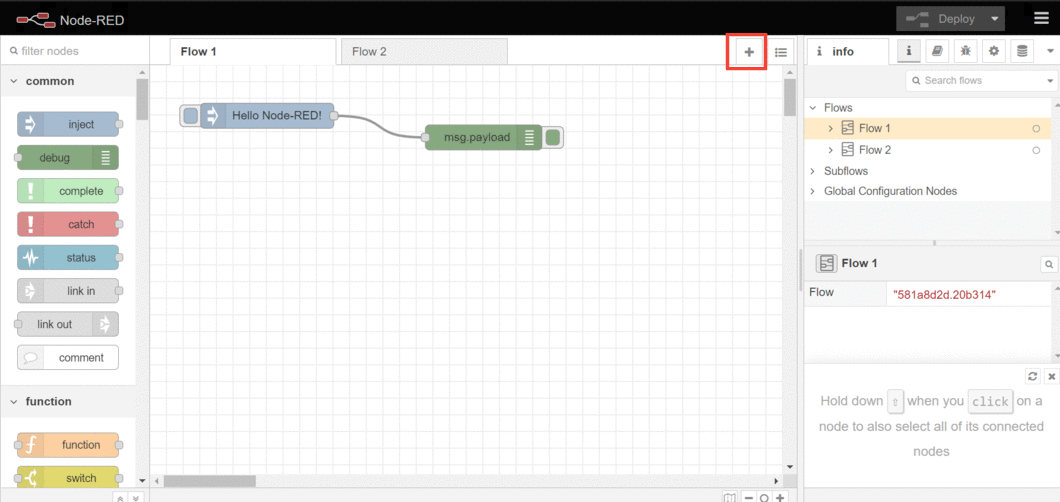 Node-RED
Deploy
filter nodes
Flow 1
Flow 2
info
common
Search flows
inject
Hello Node-RED!
Flows
msg.payload
Flow 1
debug
Flow 2
Subflows
complete
Global Configuration Nodes
catch
status
Flow 1
link in
Flow
"581a8d2d.20b314"
link out
comment
Hold down ⇧ when you click on a
node to also select all of its connected
nodes
function
function
switch